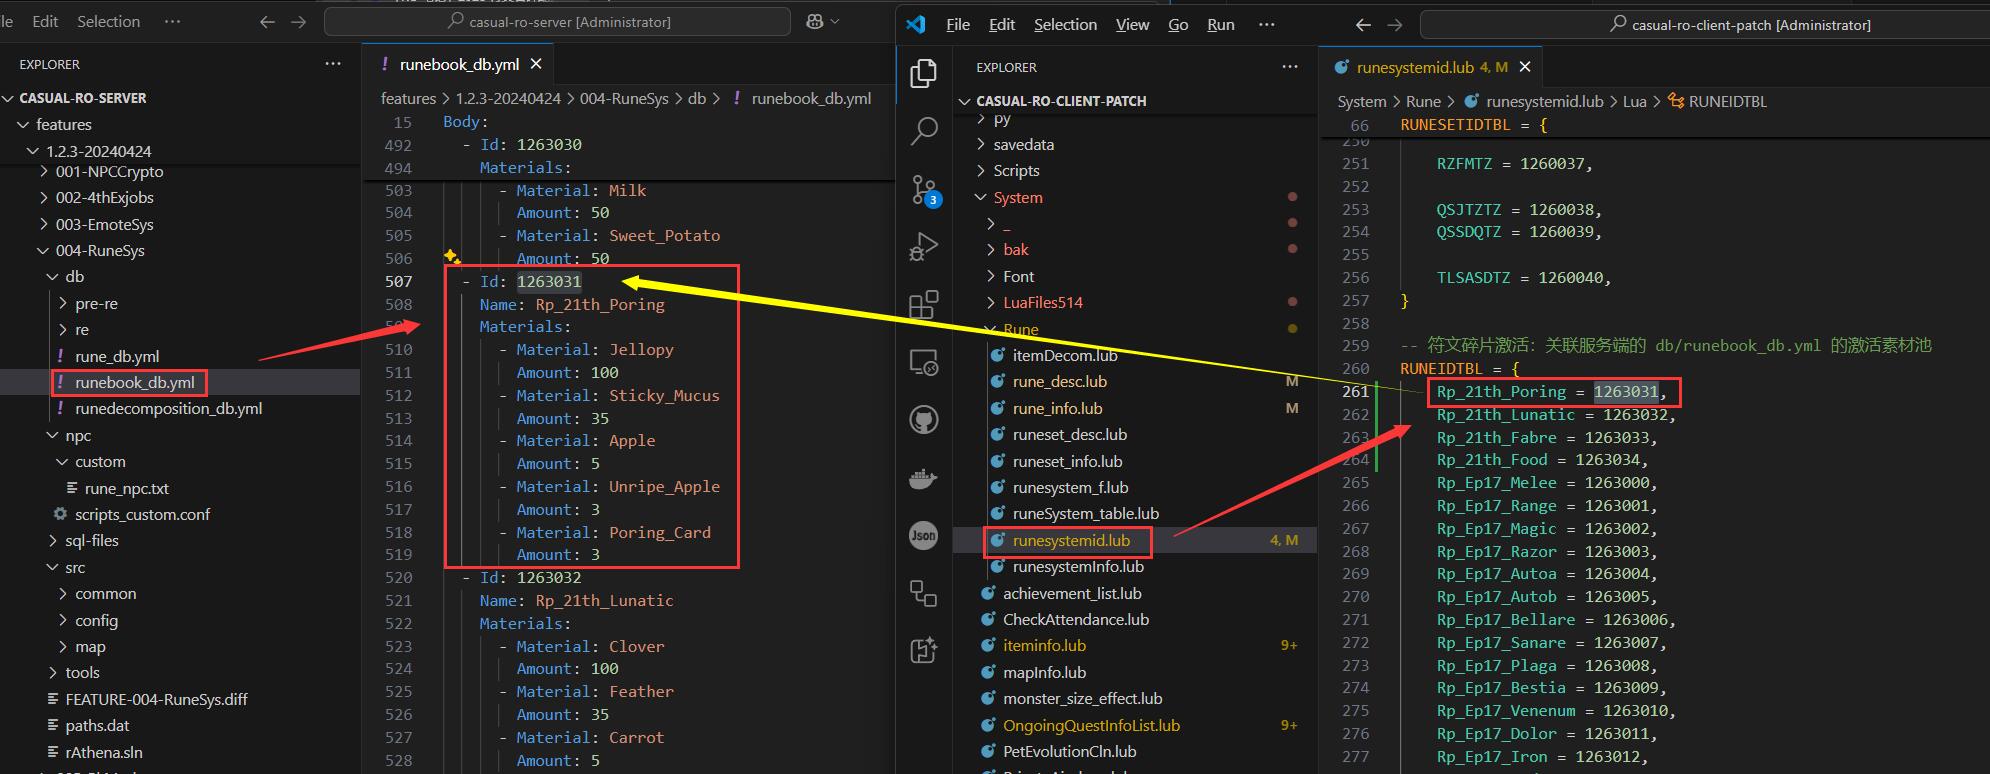 ile Edit Selection ··· casual-ro-server [Administrator]
EXPLORER ···
CASUAL-RO-SERVER
features
1.2.3-20240424
001-NPCCrypto
002-4thExjobs
003-EmoteSys
004-RuneSys
db
pre-re
re
rune_db.yml
runebook_db.yml
runedecomposition_db.yml
npc
custom
rune_npc.txt
scripts_custom.conf
sql-files
src
common
config
map
tools
FEATURE-004-RuneSys.diff
paths.dat
rAthena.sln
runebook_db.yml
features > 1.2.3-20240424 > 004-RuneSys > db > runebook_db.yml
15 Body:
492 - Id: 1263030
494 Materials:
503 - Material: Milk
504 Amount: 50
505 - Material: Sweet_Potato
506 Amount: 50
507 - Id: 1263031
508 Name: Rp_21th_Poring
Materials:
510 - Material: Jellopy
511 Amount: 100
512 - Material: Sticky_Mucus
513 Amount: 35
514 - Material: Apple
515 Amount: 5
516 - Material: Unripe_Apple
517 Amount: 3
518 - Material: Poring_Card
519 Amount: 3
520 - Id: 1263032
521 Name: Rp_21th_Lunatic
522 Materials:
523 - Material: Clover
524 Amount: 100
525 - Material: Feather
526 Amount: 35
527 - Material: Carrot
528 Amount: 5
File Edit Selection View Go Run ··· casual-ro-client-patch [Administrator]
3
Json
EXPLORER ···
CASUAL-RO-CLIENT-PATCH
py
savedata
Scripts
System
_
bak
Font
LuaFiles514
Rune
itemDecom.lub
rune_desc.lub M
rune_info.lub M
runeset_desc.lub
runeset_info.lub
runesystem_f.lub
runeSystem_table.lub
runesystemid.lub 4, M
runesystemInfo.lub
achievement_list.lub
CheckAttendance.lub
iteminfo.lub 9+
mapInfo.lub
monster_size_effect.lub
OngoingQuestInfoList.lub 9+
PetEvolutionCln.lub
runesystemid.lub 4, M
System > Rune > runesystemid.lub > Lua > RUNEIDTBL
66 RUNESETIDTBL = {
250
251 RZFMTZ = 1260037,
252
253 QSJTZTZ = 1260038,
254 QSSDQTZ = 1260039,
255
256 TLSASDTZ = 1260040,
257 }
258
259 -- 符文碎片激活: 关联服务端的 db/runebook_db.yml 的激活素材池
260 RUNEIDTBL = {
261 Rp_21th_Poring = 1263031,
262 Rp_21th_Lunatic = 1263032,
263 Rp_21th_Fabre = 1263033,
264 Rp_21th_Food = 1263034,
265 Rp_Ep17_Melee = 1263000,
266 Rp_Ep17_Range = 1263001,
267 Rp_Ep17_Magic = 1263002,
268 Rp_Ep17_Razor = 1263003,
269 Rp_Ep17_Autoa = 1263004,
270 Rp_Ep17_Autob = 1263005,
271 Rp_Ep17_Bellare = 1263006,
272 Rp_Ep17_Sanare = 1263007,
273 Rp_Ep17_Plaga = 1263008,
274 Rp_Ep17_Bestia = 1263009,
275 Rp_Ep17_Venenum = 1263010,
276 Rp_Ep17_Dolor = 1263011,
277 Rp_Ep17_Iron = 1263012,